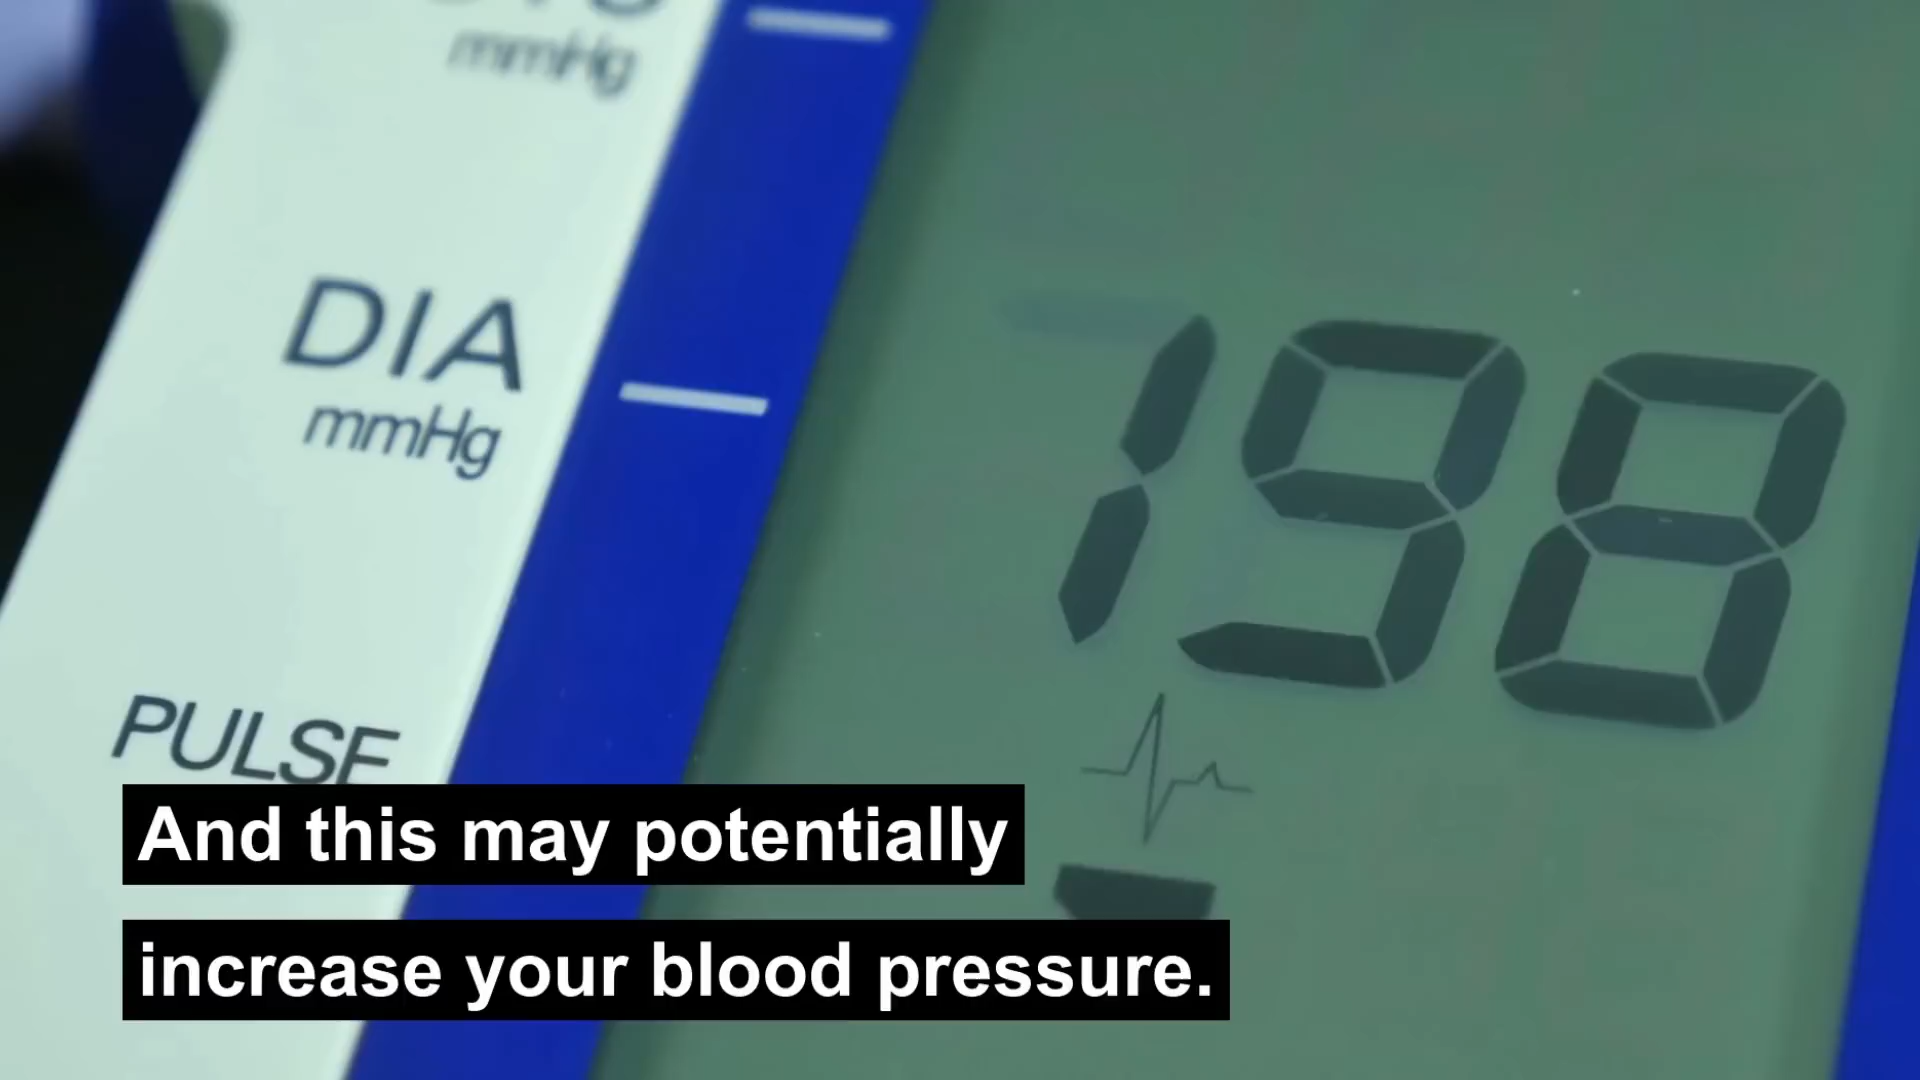 mmHg
DIA
mmHg
198
PULSE
And this may potentially
increase your blood pressure.